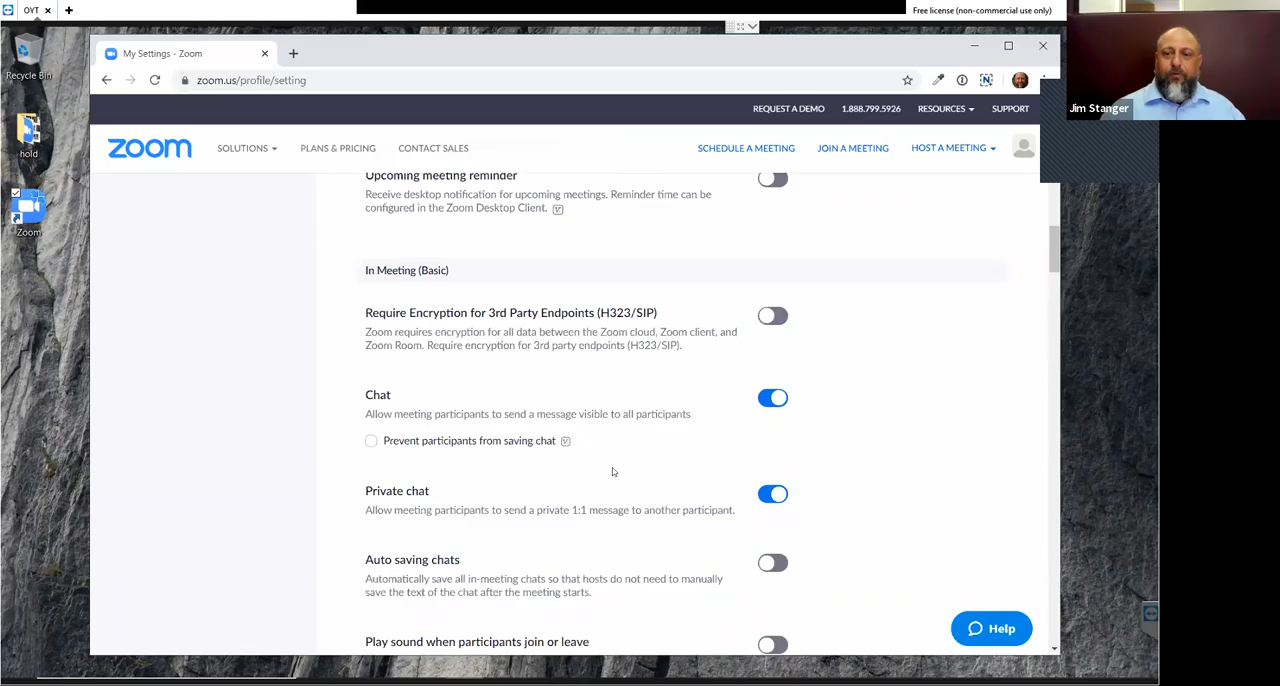 OYT
Free license (non-commercial use only)
My Settings - Zoom
zoom.us/profile/setting
REQUEST A DEMO
1.888.799.5926
RESOURCES
SUPPORT
zoom
SOLUTIONS
PLANS & PRICING
CONTACT SALES
SCHEDULE A MEETING
JOIN A MEETING
HOST A MEETING
Jim Stanger
Recycle Bin
hold
Zoom
Upcoming meeting reminder
Receive desktop notification for upcoming meetings. Reminder time can be
configured in the Zoom Desktop Client.
In Meeting (Basic)
Require Encryption for 3rd Party Endpoints (H323/SIP)
Zoom requires encryption for all data between the Zoom cloud, Zoom client, and
Zoom Room. Require encryption for 3rd party endpoints (H323/SIP).
Chat
Allow meeting participants to send a message visible to all participants
Prevent participants from saving chat
Private chat
Allow meeting participants to send a private 1:1 message to another participant.
Auto saving chats
Automatically save all in-meeting chats so that hosts do not need to manually
save the text of the chat after the meeting starts.
Play sound when participants join or leave
Help